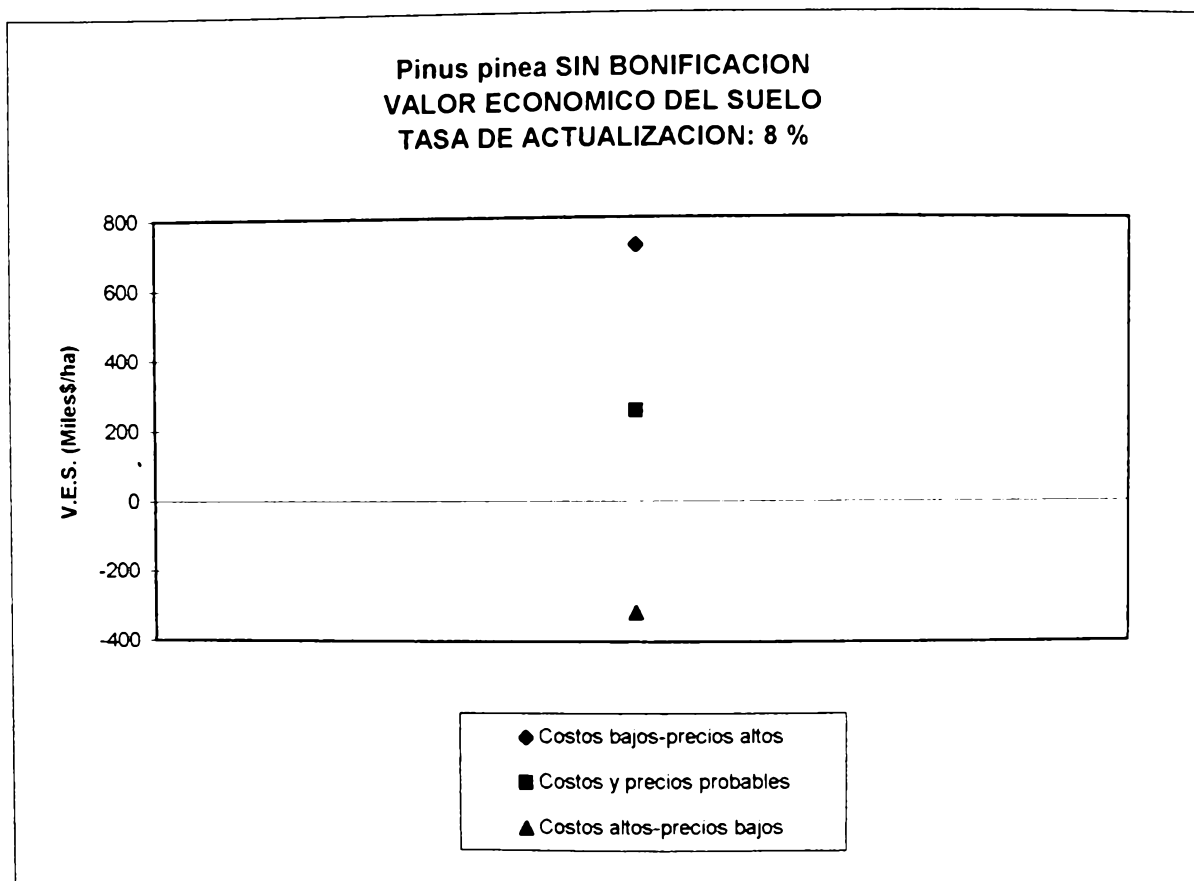 Pinus pinea SIN BONIFICACION
VALOR ECONOMICO DEL SUELO
TASA DE ACTUALIZACION: 8 %
V.E.S. (Miles$/ha)
800
600
400
200
0
-200
-400
Costos bajos-precios altos
Costos y precios probables
Costos altos-precios bajos